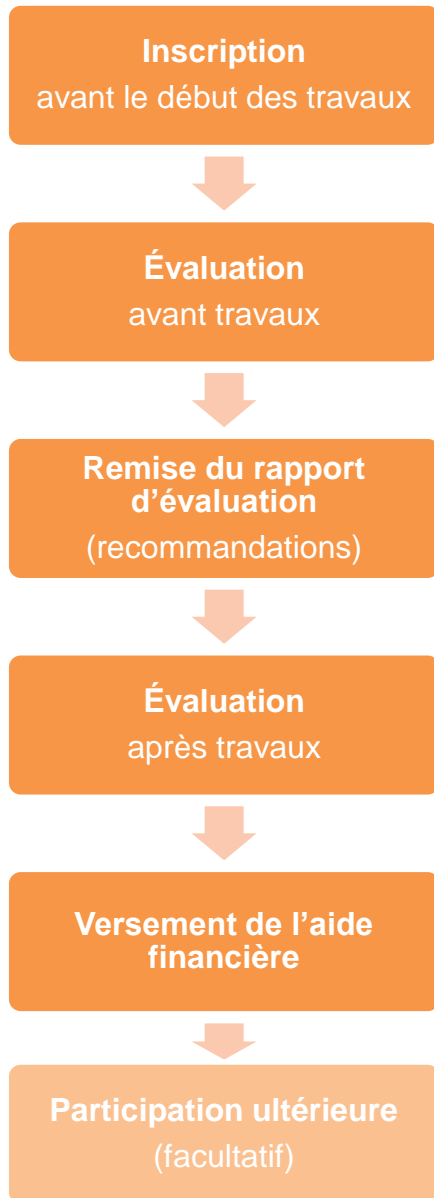 Inscription
avant le début des travaux
Évaluation
avant travaux
Remise du rapport
d’évaluation
(recommandations)
Évaluation
après travaux
Versement de l’aide
financière
Participation ultérieure
(facultatif)